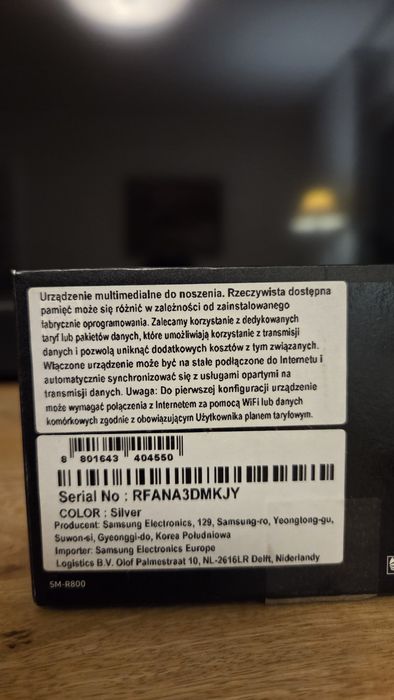 Urządzenie multimedialne do noszenia. Rzeczywista dostępna
pamięć może się różnić w zależności od zainstalowanego
fabrycznie oprogramowania. Zalecamy korzystanie z dedykowanych
taryf lub pakietów danych, które umożliwiają korzystanie z transmisji
danych i pozwolą uniknąć dodatkowych kosztów z tym związanych.
Włączone urządzenie może być na stałe podłączone do Internetu i
automatycznie synchronizować się z usługami opartymi na
transmisji danych. Uwaga: Do pierwszej konfiguracji urządzenie
może wymagać połączenia z Internetem za pomocą WiFi lub danych
komórkowych zgodnie z obowiązującym Użytkownika planem taryfowym.
8 801643 404550
Serial No : RFANA3DMKJY
COLOR : Silver
Producent: Samsung Electronics, 129, Samsung-ro, Yeongtong-gu,
Suwon-si, Gyeonggi-do, Korea Południowa
Importer: Samsung Electronics Europe
Logistics B.V. Olof Palmestraat 10, NL-2616LR Delft, Niderlandy
SM-R800